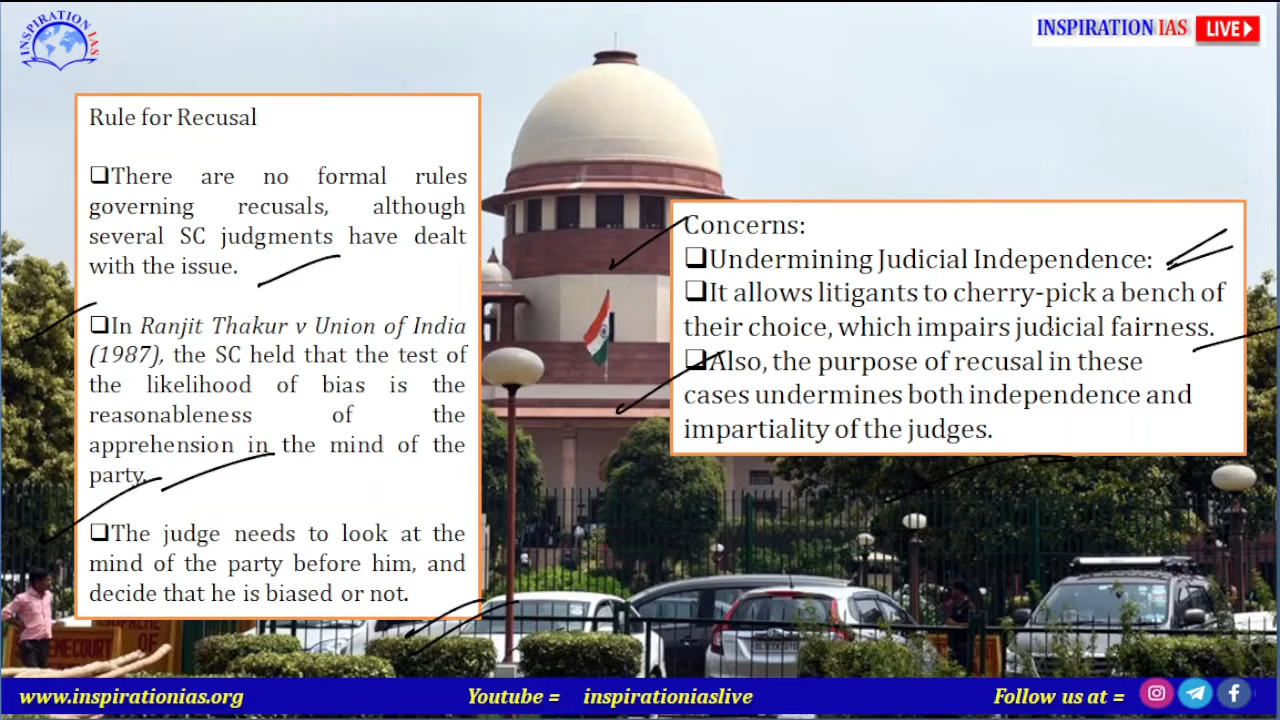 INSPIRATION IAS
INSPIRATION IAS LIVE
Rule for Recusal
❑There are no formal rules
governing recusals, although
several SC judgments have dealt
with the issue.
❑In Ranjit Thakur v Union of India
(1987), the SC held that the test of
the likelihood of bias is the
reasonableness of the
apprehension in the mind of the
party.
❑The judge needs to look at the
mind of the party before him, and
decide that he is biased or not.
Concerns:
❑Undermining Judicial Independence:
❑It allows litigants to cherry-pick a bench of
their choice, which impairs judicial fairness.
❑Also, the purpose of recusal in these
cases undermines both independence and
impartiality of the judges.
www.inspirationias.org
Youtube = inspirationiaslive
Follow us at =